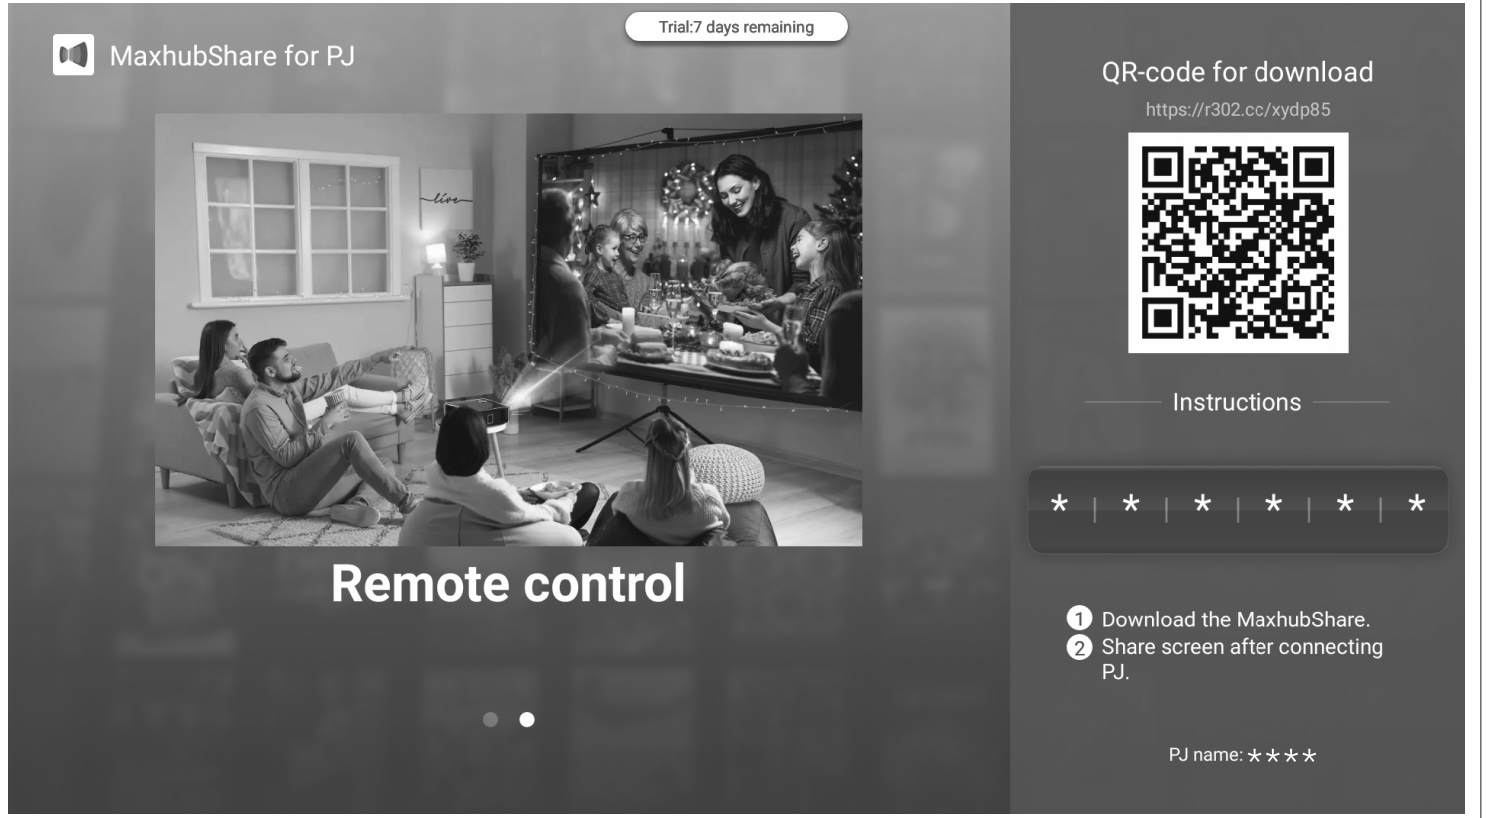 Trial:7 days remaining
MaxhubShare for PJ
live
Remote control
QR-code for download
https://r302.cc/xydp85
Instructions
* | * | * | * | * | *
1 Download the MaxhubShare.
2 Share screen after connecting
PJ.
PJ name:****